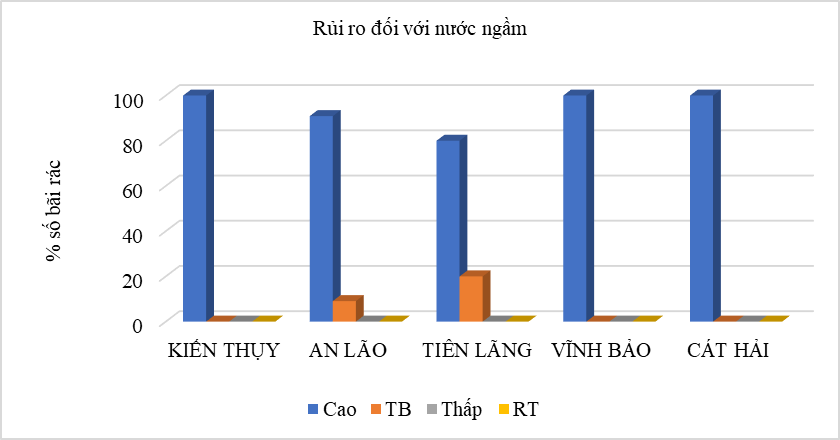 Rủi ro đối với nước ngầm
% số bãi rác
100
80
60
40
20
0
KIẾN THỤY AN LÃO TIÊN LÃNG VĨNH BẢO CÁT HẢI
Cao TB Thấp RT